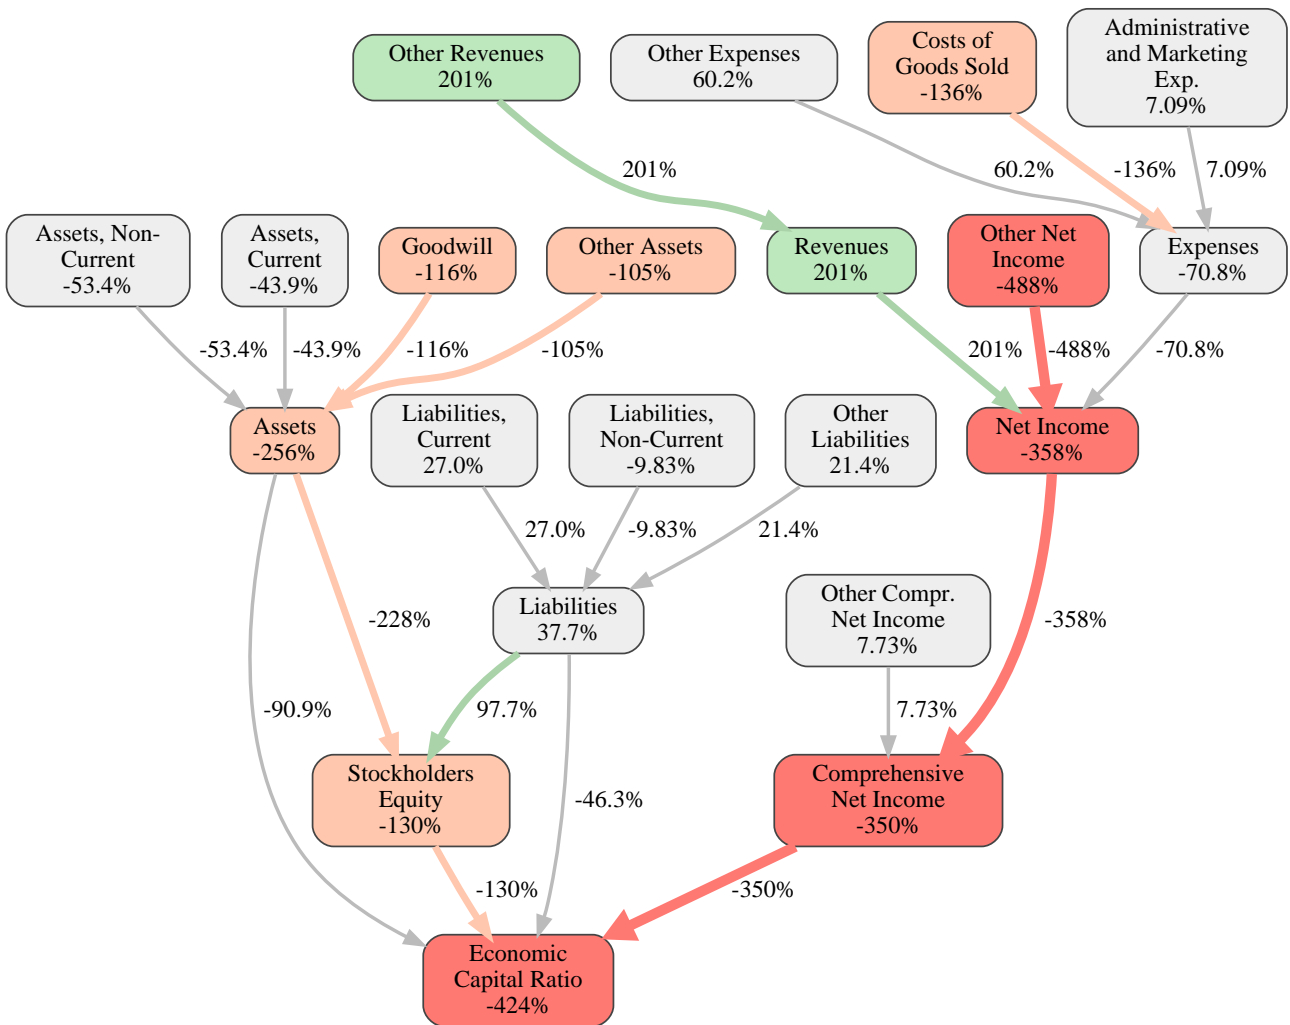 Other Revenues
201%
Other Expenses
60.2%
Costs of
Goods Sold
-136%
Administrative
and Marketing
Exp.
7.09%
201%
60.2%
-136%
7.09%
Assets, Non-
Current
-53.4%
Assets,
Current
-43.9%
Goodwill
-116%
Other Assets
-105%
Revenues
201%
Other Net
Income
-488%
Expenses
-70.8%
-53.4%
-43.9%
-116%
-105%
201%
-488%
-70.8%
Assets
-256%
Liabilities,
Current
27.0%
Liabilities,
Non-Current
-9.83%
Other
Liabilities
21.4%
Net Income
-358%
27.0%
-9.83%
21.4%
Liabilities
37.7%
Other Compr.
Net Income
7.73%
-228%
-358%
-90.9%
97.7%
7.73%
Stockholders
Equity
-130%
-46.3%
Comprehensive
Net Income
-350%
-130%
-350%
Economic
Capital Ratio
-424%